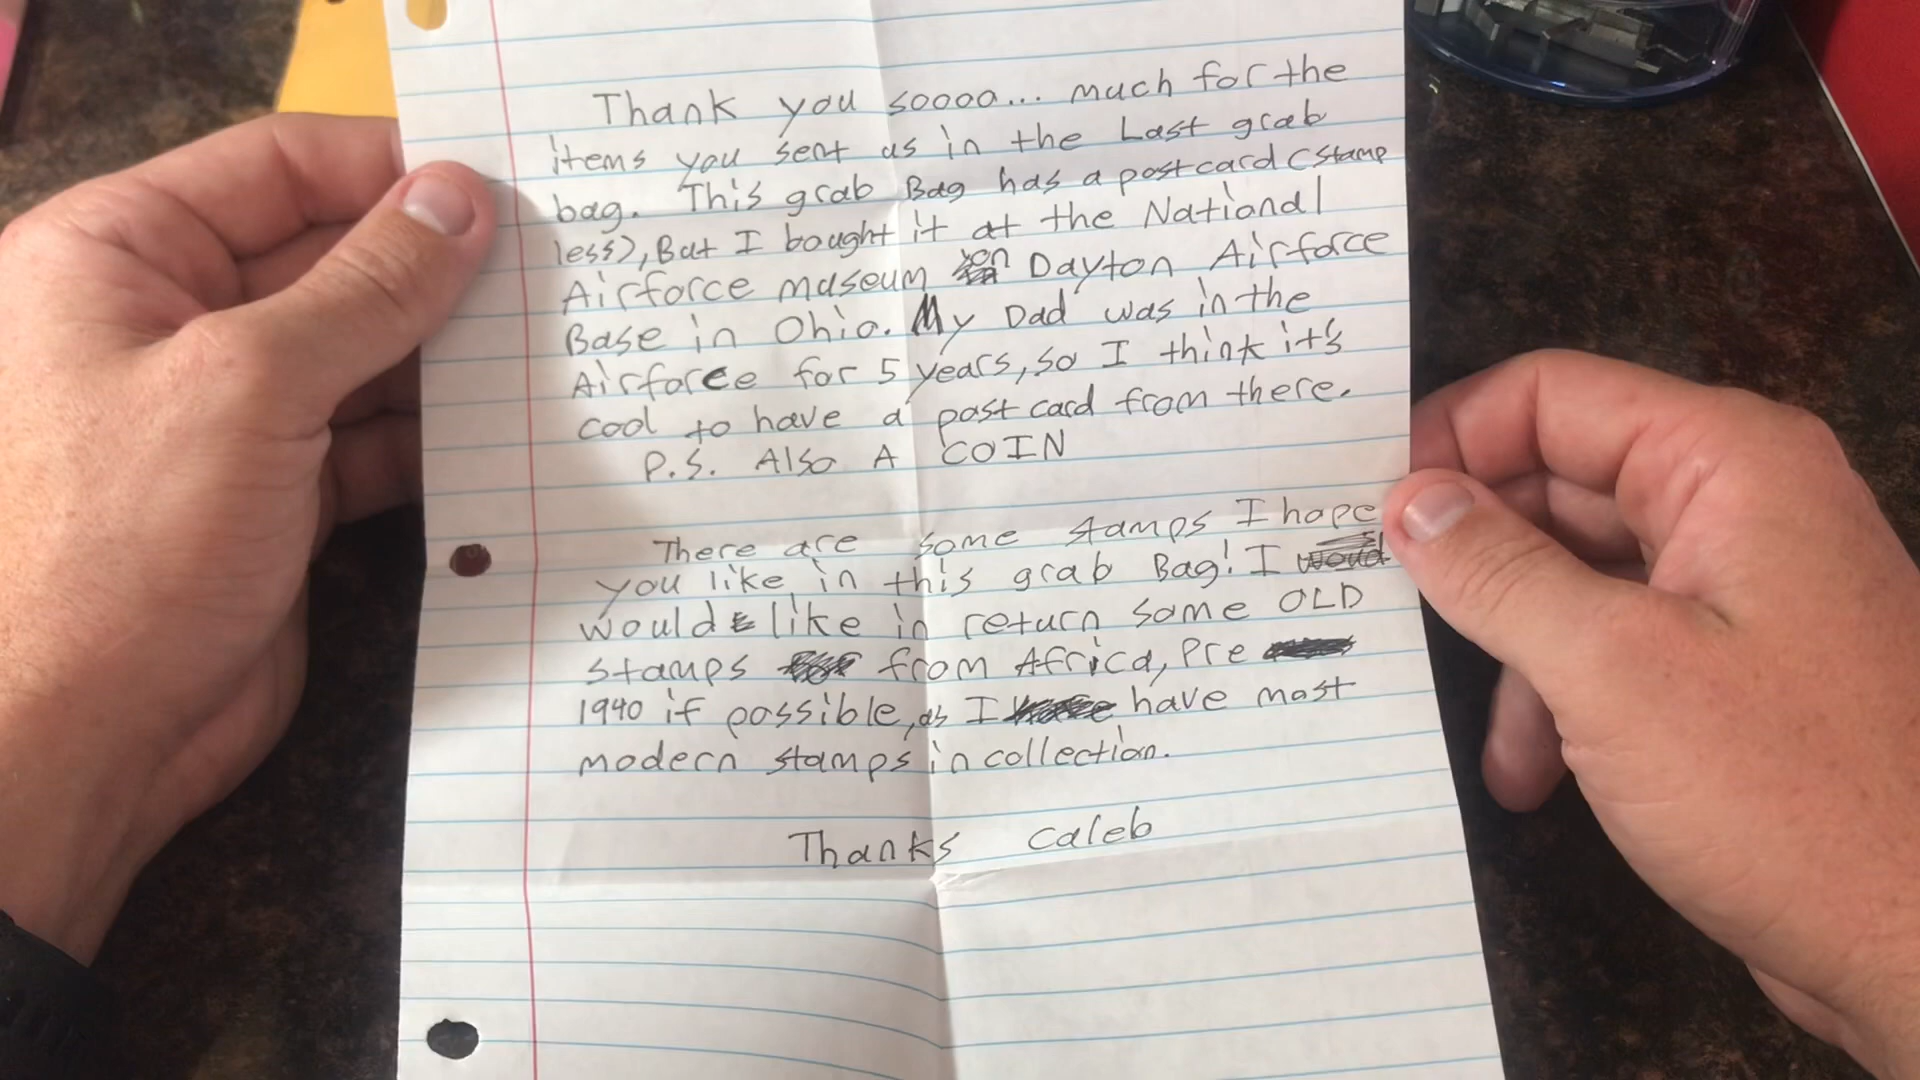 Thank you soooo... much for the
items you sent us in the Last grab
bag. This grab Bag has a postcard (stamp
less), But I bought it at the National
Airforce museum on Dayton Airforce
Base in Ohio. My Dad was in the
Airforce for 5 years, so I think it's
cool to have a post card from there.
P.S. Also A COIN
There are some stamps I hope
you like, in this grab Bag! I would
would like in return some OLD
stamps from Africa, Pre
1940 if possible, as I have most
modern stamps in collection.
Thanks Caleb